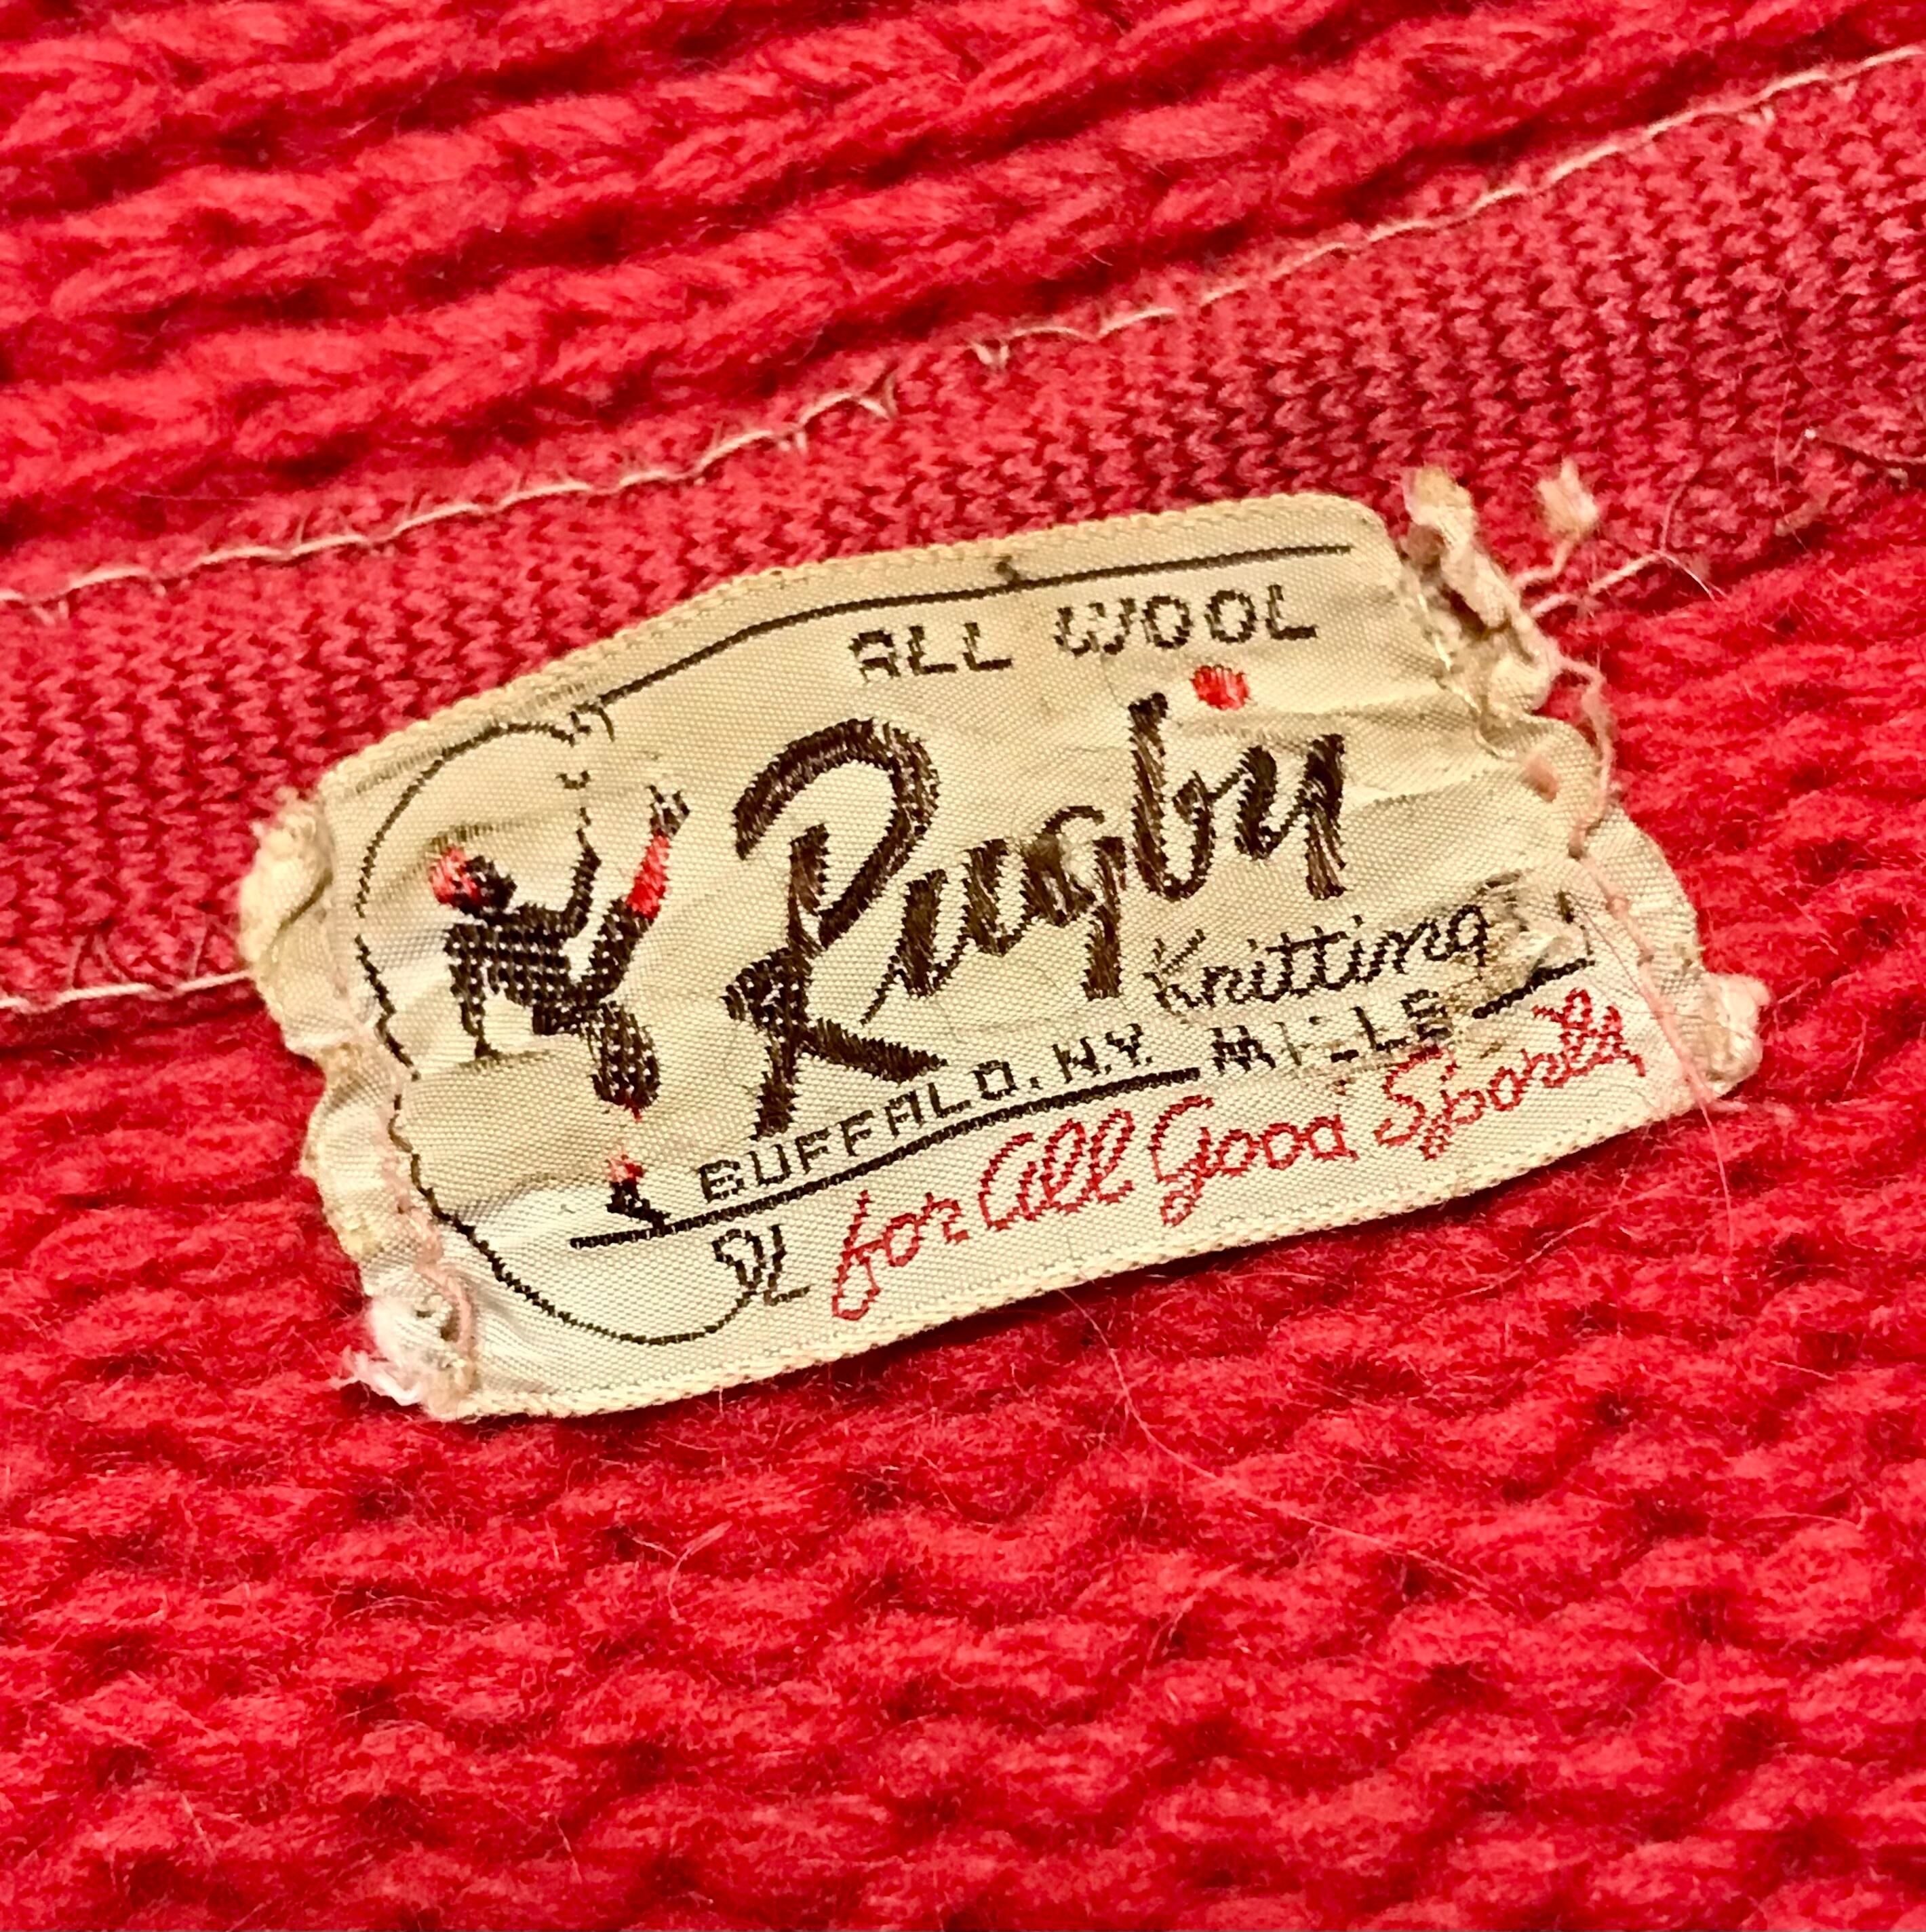 ALL WOOL
Rugby
Knitting
BUFFALO, N.Y. MILLS
for All Good Sports